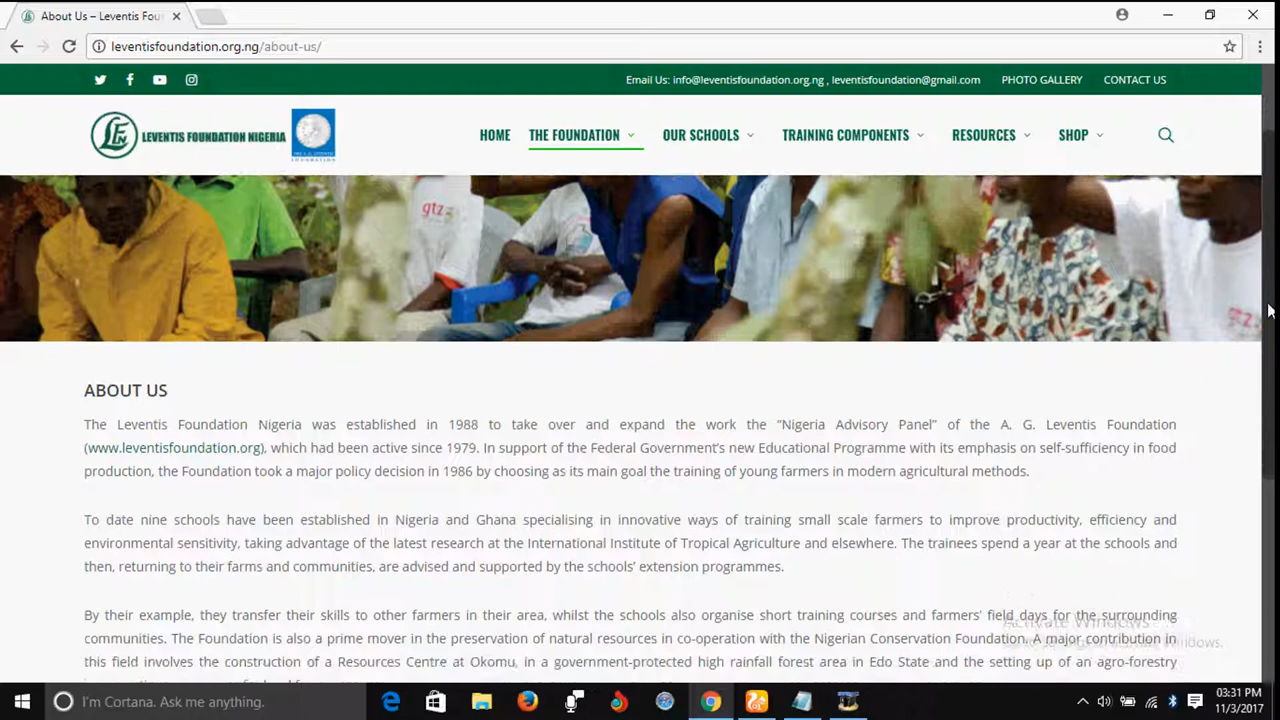 About Us – Leventis Fou
leventisfoundation.org.ng/about-us/
Email Us: info@leventisfoundation.org.ng , leventisfoundation@gmail.com PHOTO GALLERY CONTACT US
LEVENTIS FOUNDATION NIGERIA
HOME THE FOUNDATION OUR SCHOOLS TRAINING COMPONENTS RESOURCES SHOP
gtz
gtz
ABOUT US
The Leventis Foundation Nigeria was established in 1988 to take over and expand the work the “Nigeria Advisory Panel” of the A. G. Leventis Foundation
(www.leventisfoundation.org), which had been active since 1979. In support of the Federal Government’s new Educational Programme with its emphasis on self-sufficiency in food
production, the Foundation took a major policy decision in 1986 by choosing as its main goal the training of young farmers in modern agricultural methods.
To date nine schools have been established in Nigeria and Ghana specialising in innovative ways of training small scale farmers to improve productivity, efficiency and
environmental sensitivity, taking advantage of the latest research at the International Institute of Tropical Agriculture and elsewhere. The trainees spend a year at the schools and
then, returning to their farms and communities, are advised and supported by the schools’ extension programmes.
By their example, they transfer their skills to other farmers in their area, whilst the schools also organise short training courses and farmers’ field days for the surrounding
communities. The Foundation is also a prime mover in the preservation of natural resources in co-operation with the Nigerian Conservation Foundation. A major contribution in
this field involves the construction of a Resources Centre at Okomu, in a government-protected high rainfall forest area in Edo State and the setting up of an agro-forestry
Activate Windows
I'm Cortana. Ask me anything.
03:31 PM
11/3/2017